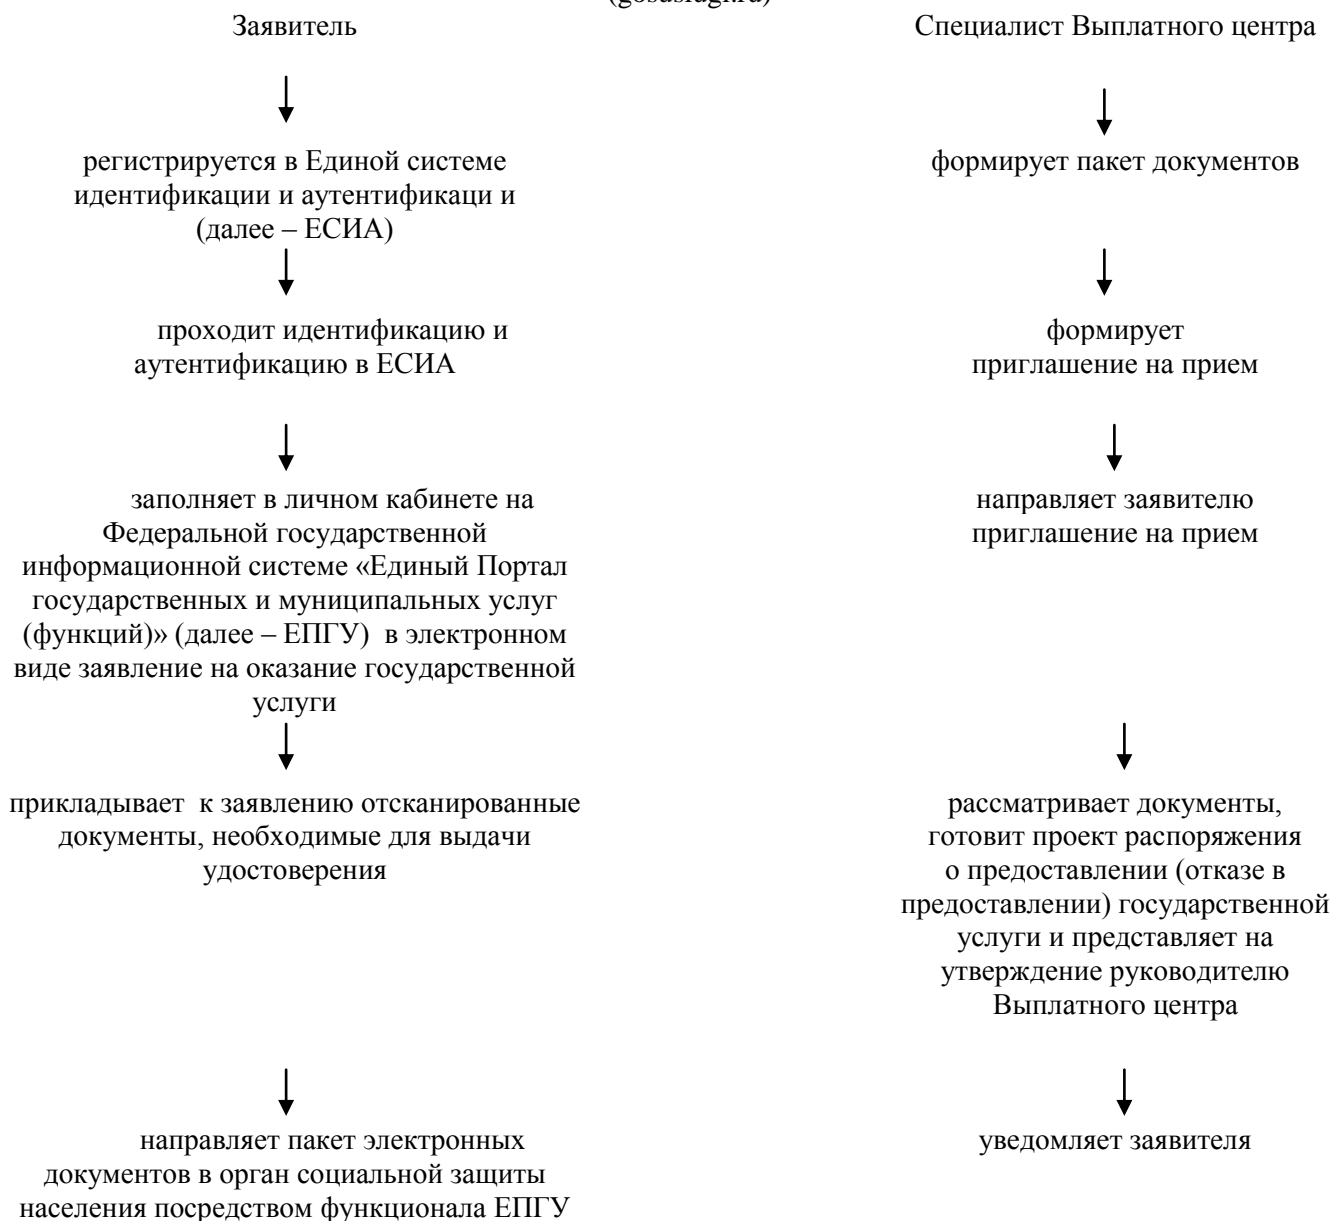 (gosuslugi.ru)
Заявитель
регистрируется в Единой системе
идентификации и аутентификаци и
(далее – ЕСИА)
проходит идентификацию и
аутентификацию в ЕСИА
заполняет в личном кабинете на
Федеральной государственной
информационной системе «Единый Портал
государственных и муниципальных услуг
(функций)» (далее – ЕПГУ)  в электронном
виде заявление на оказание государственной
услуги
прикладывает  к заявлению отсканированные
документы, необходимые для выдачи
удостоверения
направляет пакет электронных
документов в орган социальной защиты
населения посредством функционала ЕПГУ
Специалист Выплатного центра
формирует пакет документов
формирует
приглашение на прием
направляет заявителю
приглашение на прием
рассматривает документы,
готовит проект распоряжения
о предоставлении (отказе в
предоставлении) государственной
услуги и представляет на
утверждение руководителю
Выплатного центра
уведомляет заявителя